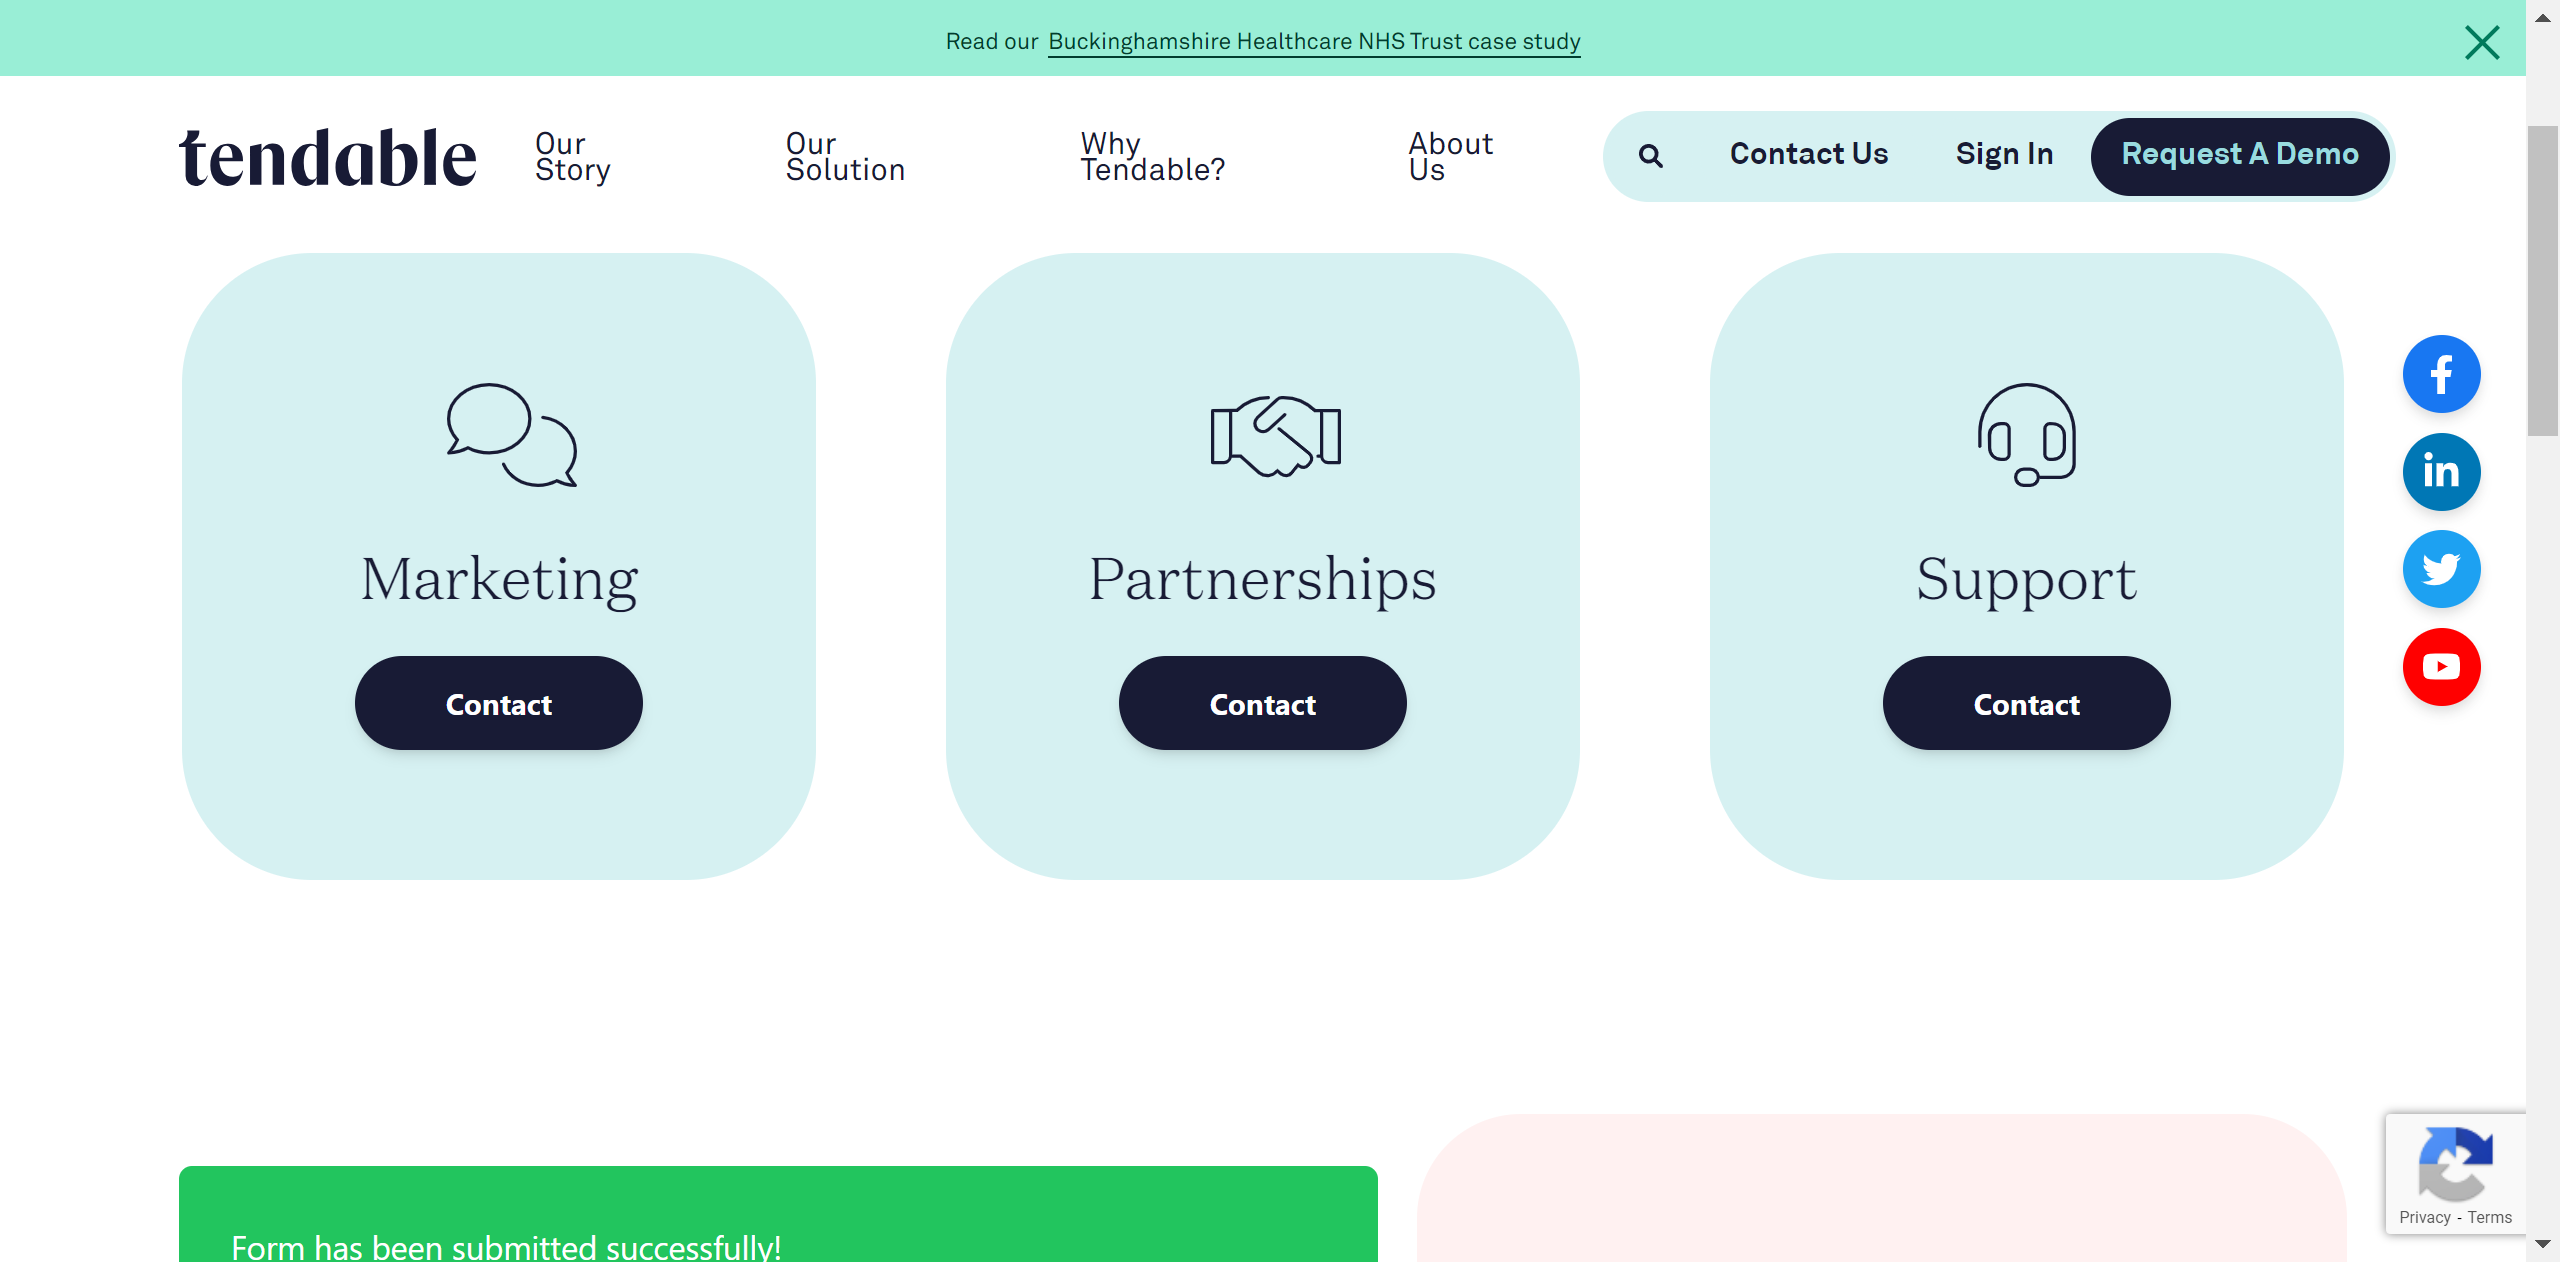 Read our Buckinghamshire Healthcare NHS Trust case study
tendable
Our
Story
Our
Solution
Why
Tendable?
About
Us
Contact Us
Sign In
Request A Demo
Marketing
Contact
Partnerships
Contact
Support
Contact
Form has been submitted successfully!
Privacy - Terms